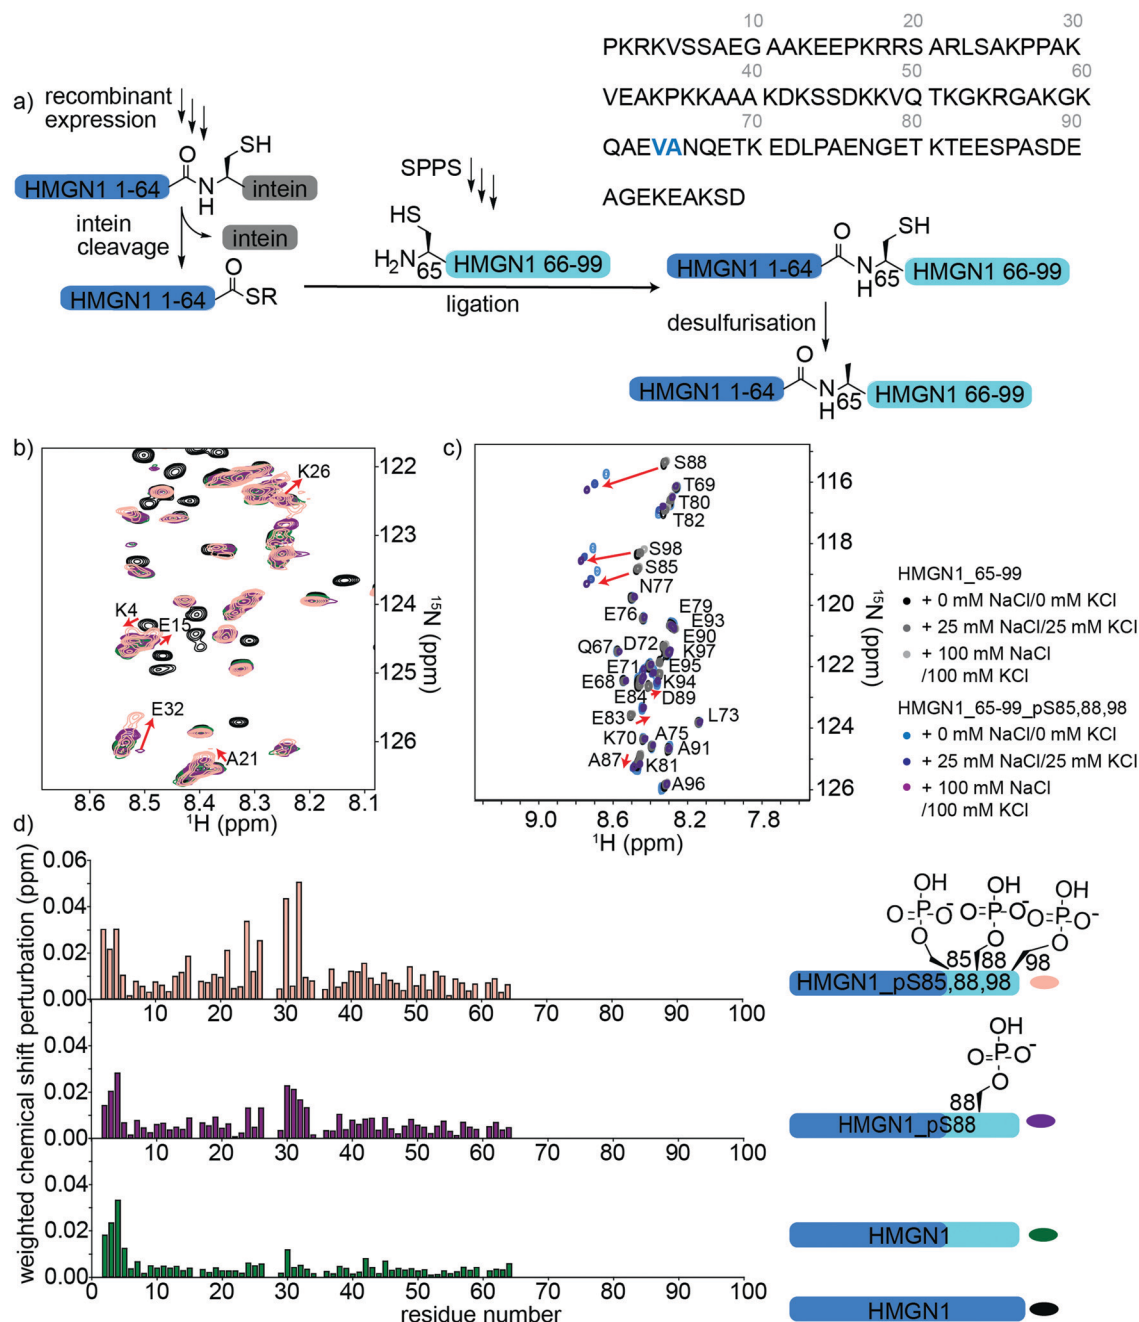 a)
recombinant
expression
HMGN1 1-64
O
N
H
SH
intein
intein
cleavage
intein
HMGN1 1-64
O
SR
SPPS
HS
H2N
65
HMGN1 66-99
ligation
10 20 30
PKRKVSSAEG AAKEEPKRRS ARLSAKPPAK
40 50 60
VEAKPKKAAA KDKSSDKKVQ TKGKRGAKGK
70 80 90
QAEVANQETK EDLPAENGET KTEESPASDE
AGEKEAKSD
HMGN1 1-64
O
N
H
65
SH
HMGN1 66-99
desulfurisation
HMGN1 1-64
O
N
H
65
HMGN1 66-99
b)
K26
K4
E15
E32
A21
122
123
124
125
126
15N (ppm)
8.6 8.5 8.4 8.3 8.2 8.1
1H (ppm)
c)
S88
T69
T80
T82
S98
S85
N77
E76
E79
E93
E90
Q67
D72
K97
E71
E95
E68
K94
E84
D89
E83
L73
K70
A75
A91
A87
K81
A96
116
118
120
122
124
126
15N (ppm)
9.0 8.6 8.2 7.8
1H (ppm)
HMGN1_65-99
+ 0 mM NaCl/0 mM KCl
+ 25 mM NaCl/25 mM KCl
+ 100 mM NaCl
/100 mM KCl
HMGN1_65-99_pS85,88,98
+ 0 mM NaCl/0 mM KCl
+ 25 mM NaCl/25 mM KCl
+ 100 mM NaCl
/100 mM KCl
d)
weighted chemical shift perturbation (ppm)
0.06
0.04
0.02
0.00
10 20 30 40 50 60 70 80 90 100
OH OH OH
O=P-O- O=P-O- O=P-O-
O O O
85 88 98
HMGN1_pS85,88,98
0.04
0.02
0.00
10 20 30 40 50 60 70 80 90 100
OH
O=P-O-
O
88
HMGN1_pS88
0.04
0.02
0.00
0 10 20 30 40 50 60 70 80 90 100
residue number
HMGN1
HMGN1